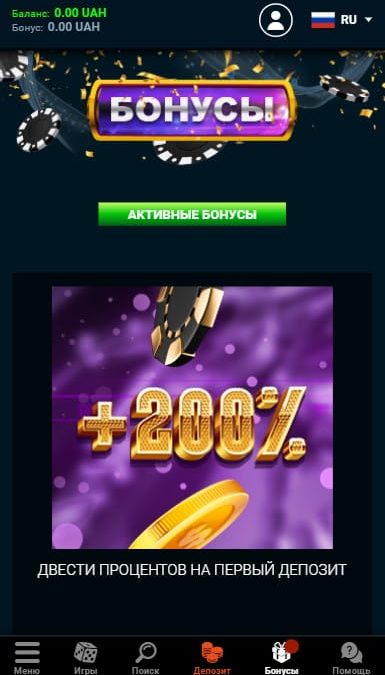 Баланс: 0.00 UAH
Бонус: 0.00 UAH
RU
БОНУСЫ
АКТИВНЫЕ БОНУСЫ
+200%
ДВЕСТИ ПРОЦЕНТОВ НА ПЕРВЫЙ ДЕПОЗИТ
Меню Игры Поиск Депозит Бонусы Помощь